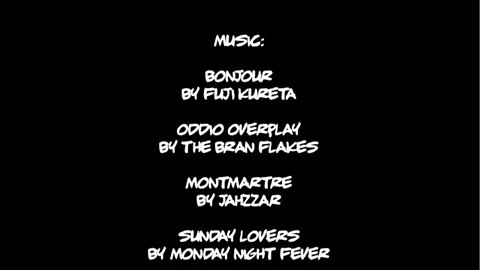 MUSIC:
BONJOUR
BY FUJI KURETA
ODDIO OVERPLAY
BY THE BRAN FLAKES
MONTMARTRE
BY JAHZZAR
SUNDAY LOVERS
BY MONDAY NIGHT FEVER